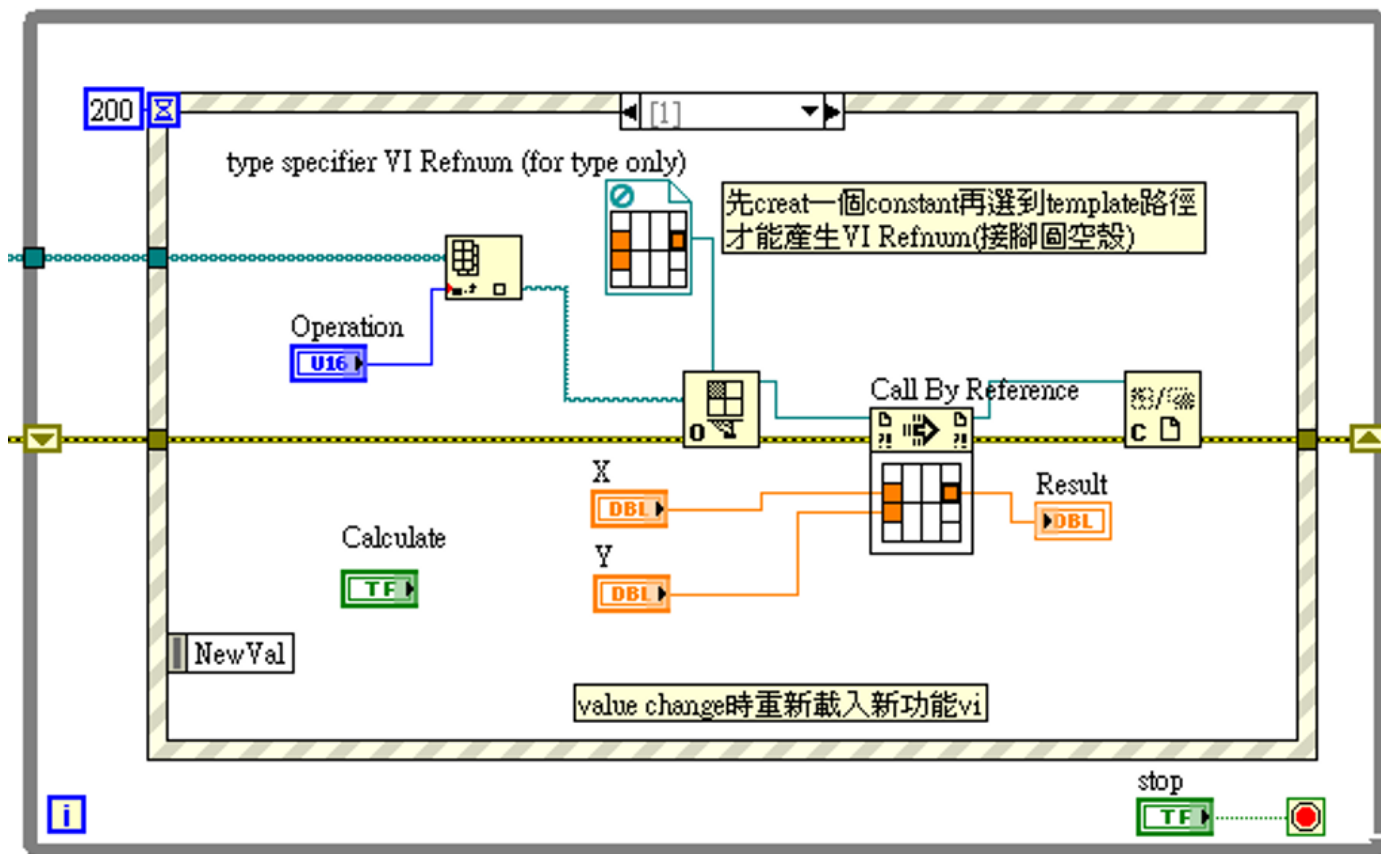 200
[1]
type specifier VI Refnum (for type only)
先creat一個constant再選到template路徑
才能產生VI Refnum(接腳圖空殼)
Operation
U16
O
Call By Reference
C
X
DBL
Result
DBL
Calculate
TF
Y
DBL
NewVal
value change時重新載入新功能vi
stop
TF
i